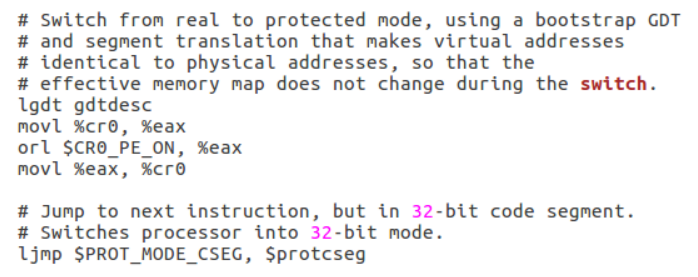 # Switch from real to protected mode, using a bootstrap GDT
# and segment translation that makes virtual addresses
# identical to physical addresses, so that the
# effective memory map does not change during the switch.
lgdt gdtdesc
movl %cr0, %eax
orl $CR0_PE_ON, %eax
movl %eax, %cr0

# Jump to next instruction, but in 32-bit code segment.
# Switches processor into 32-bit mode.
ljmp $PROT_MODE_CSEG, $protcseg